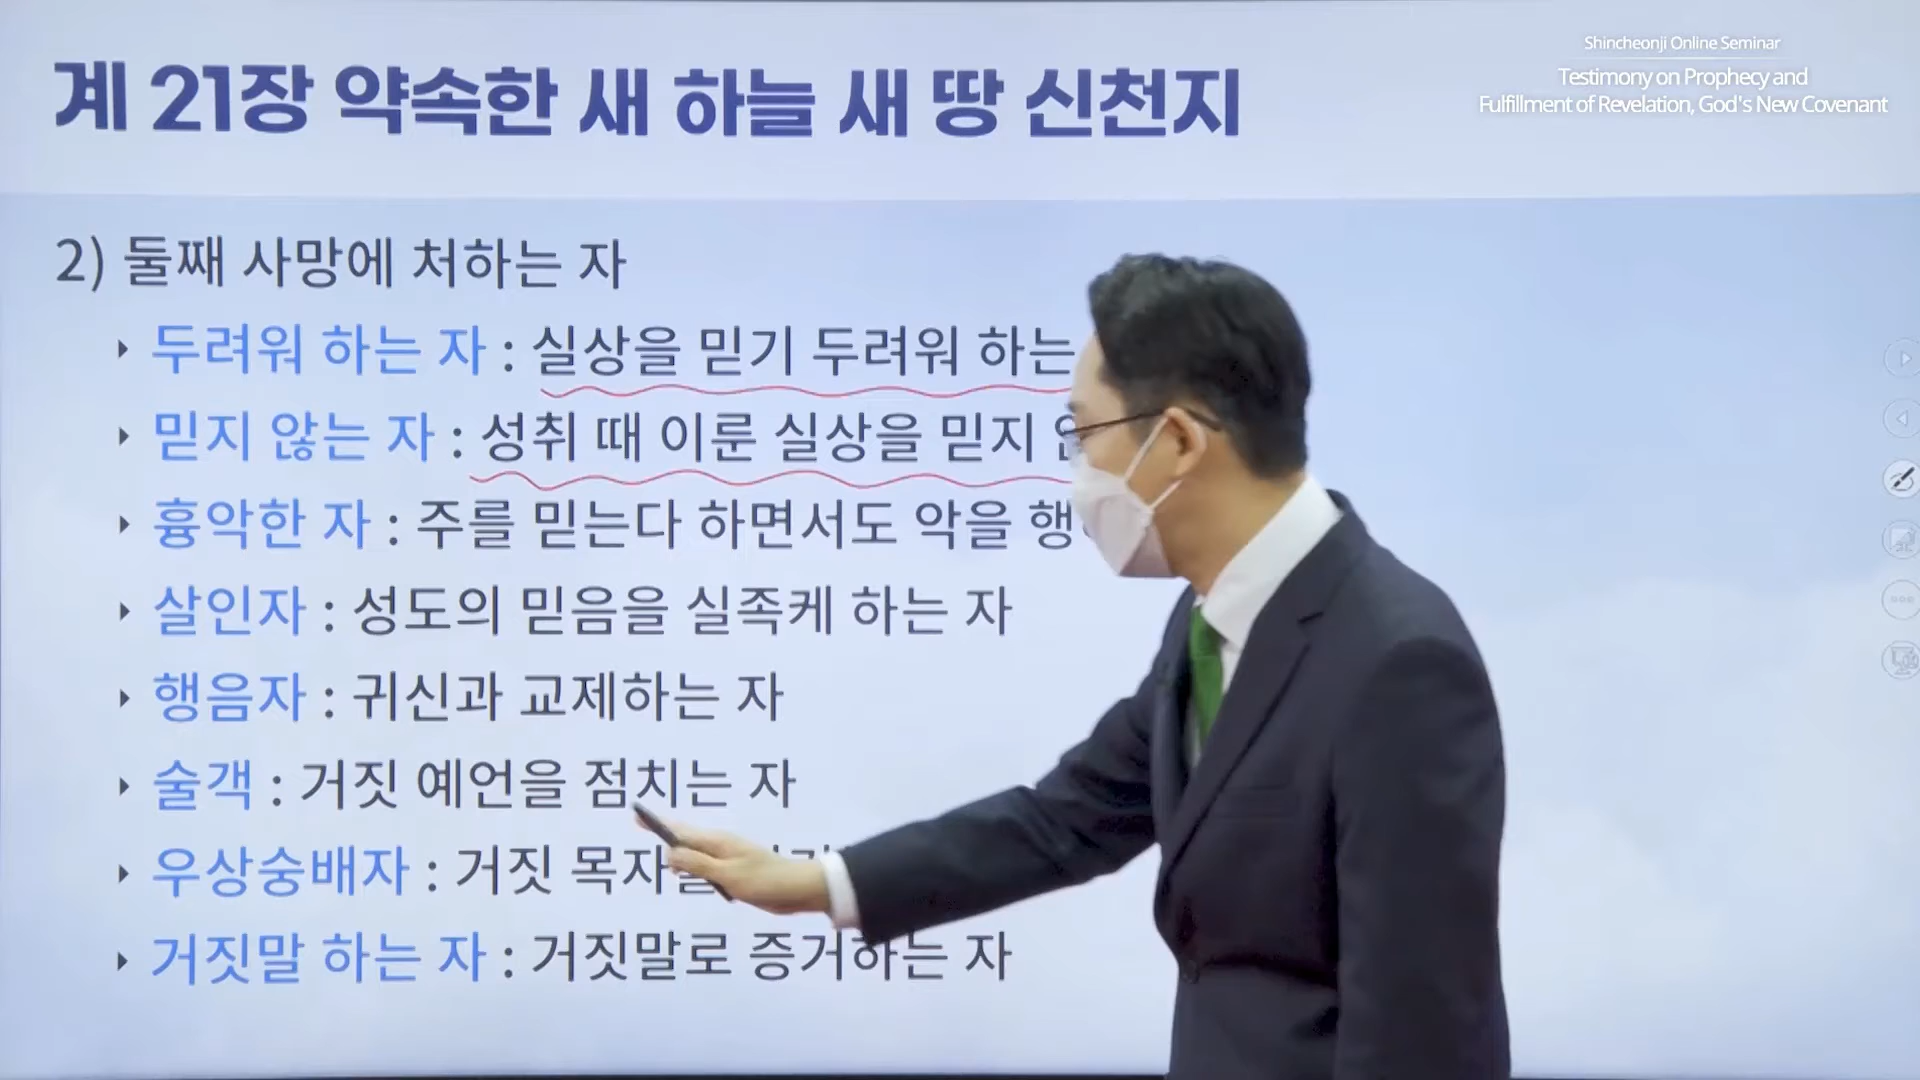 계 21장 약속한 새 하늘 새 땅 신천지
Shincheonji Online Seminar
Testimony on Prophecy and
Fulfillment of Revelation, God's New Covenant
2) 둘째 사망에 처하는 자
‣ 두려워 하는 자 : 실상을 믿기 두려워 하는
‣ 믿지 않는 자 : 성취 때 이룬 실상을 믿지
‣ 흉악한 자 : 주를 믿는다 하면서도 악을
‣ 살인자 : 성도의 믿음을 실족케 하는 자
‣ 행음자 : 귀신과 교제하는 자
‣ 술객 : 거짓 예언을 점치는 자
‣ 우상숭배자 : 거짓 목자를
‣ 거짓말 하는 자 : 거짓말로 증거하는 자